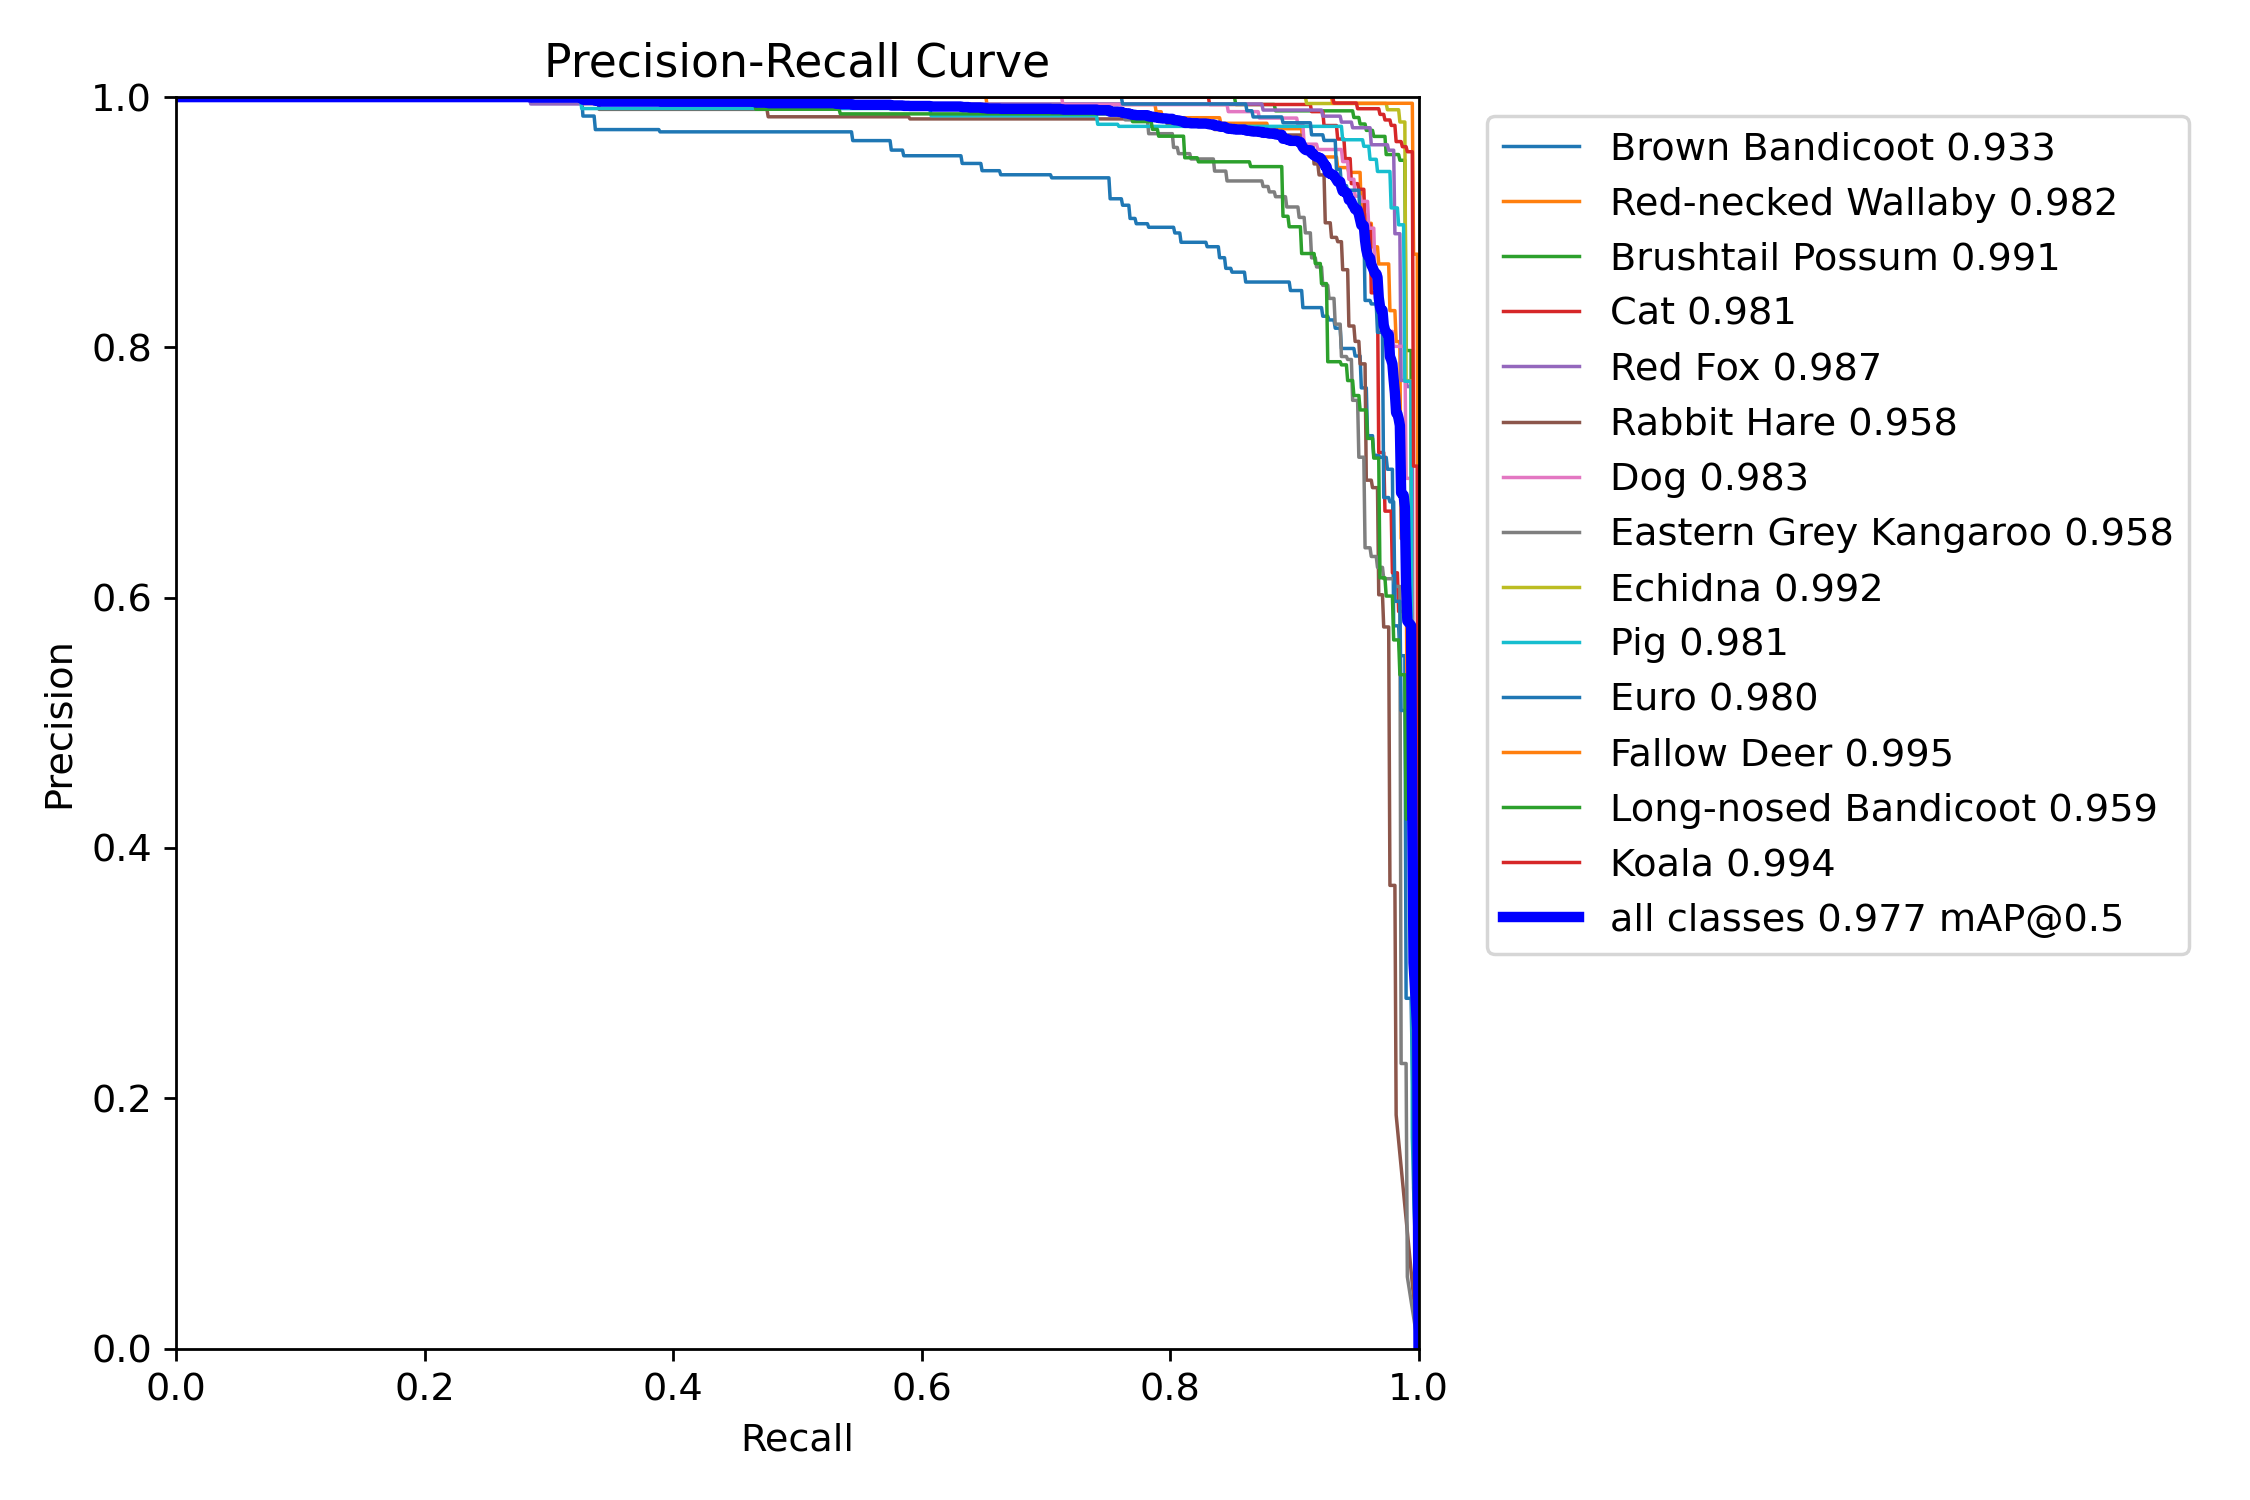 Precision-Recall Curve
1.0
0.8
0.6
0.4
0.2
0.0
Precision
0.0 0.2 0.4 0.6 0.8 1.0
Recall
Brown Bandicoot 0.933
Red-necked Wallaby 0.982
Brushtail Possum 0.991
Cat 0.981
Red Fox 0.987
Rabbit Hare 0.958
Dog 0.983
Eastern Grey Kangaroo 0.958
Echidna 0.992
Pig 0.981
Euro 0.980
Fallow Deer 0.995
Long-nosed Bandicoot 0.959
Koala 0.994
all classes 0.977 mAP@0.5